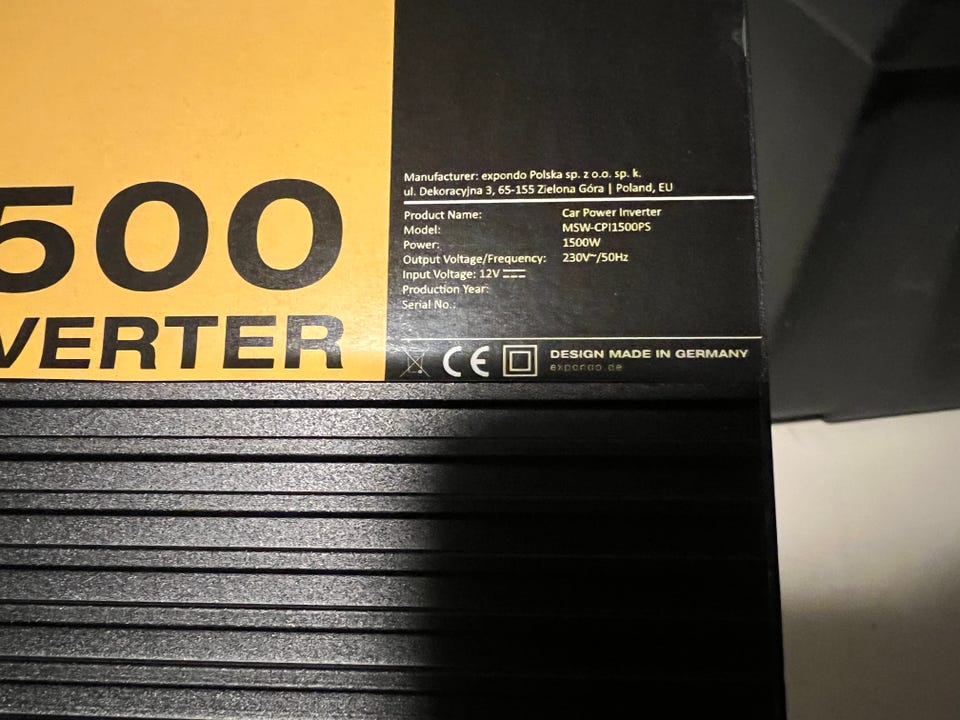 500
VERTER
Manufacturer: expondo Polska sp. z o.o. sp. k.
ul. Dekoracyjna 3, 65-155 Zielona Góra | Poland, EU
Product Name: Car Power Inverter
Model: MSW-CPI1500PS
Power: 1500W
Output Voltage/Frequency: 230V~/50Hz
Input Voltage: 12V ⎓
Production Year:
Serial No.:
CE
DESIGN MADE IN GERMANY
expondo.de